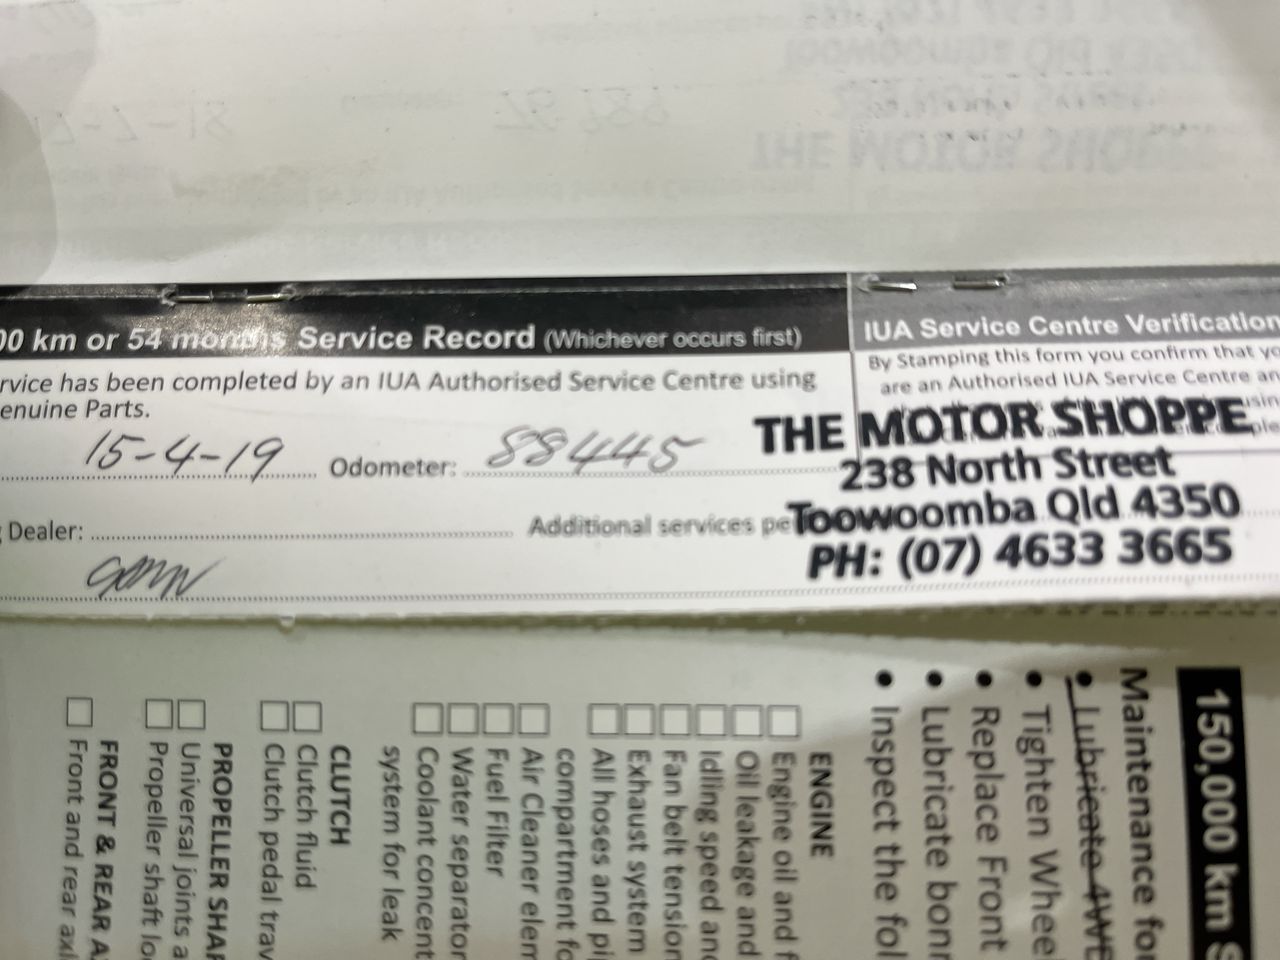 00 km or 54 months Service Record (Whichever occurs first)
IUA Service Centre Verification
rvice has been completed by an IUA Authorised Service Centre using
enuine Parts.
By Stamping this form you confirm that yo
are an Authorised IUA Service Centre an
15-4-19 Odometer: 88445
THE MOTOR SHOPPE
238 North Street
Toowoomba Qld 4350
PH: (07) 4633 3665
Dealer:
Additional services pe
150,000 km S
Maintenance fo
• Lubricate 4WE
• Tighten Whee
• Replace Front
• Lubricate bon
• Inspect the fol
ENGINE
Engine oil and f
Oil leakage and
Idling speed and
Fan belt tension
Exhaust system
All hoses and pi
compartment fo
Air Cleaner elem
Fuel Filter
Water separator
Coolant concent
system for leak
CLUTCH
Clutch fluid
Clutch pedal trav
PROPELLER SHAF
Universal joints a
Propeller shaft lo
FRONT & REAR A
Front and rear axl